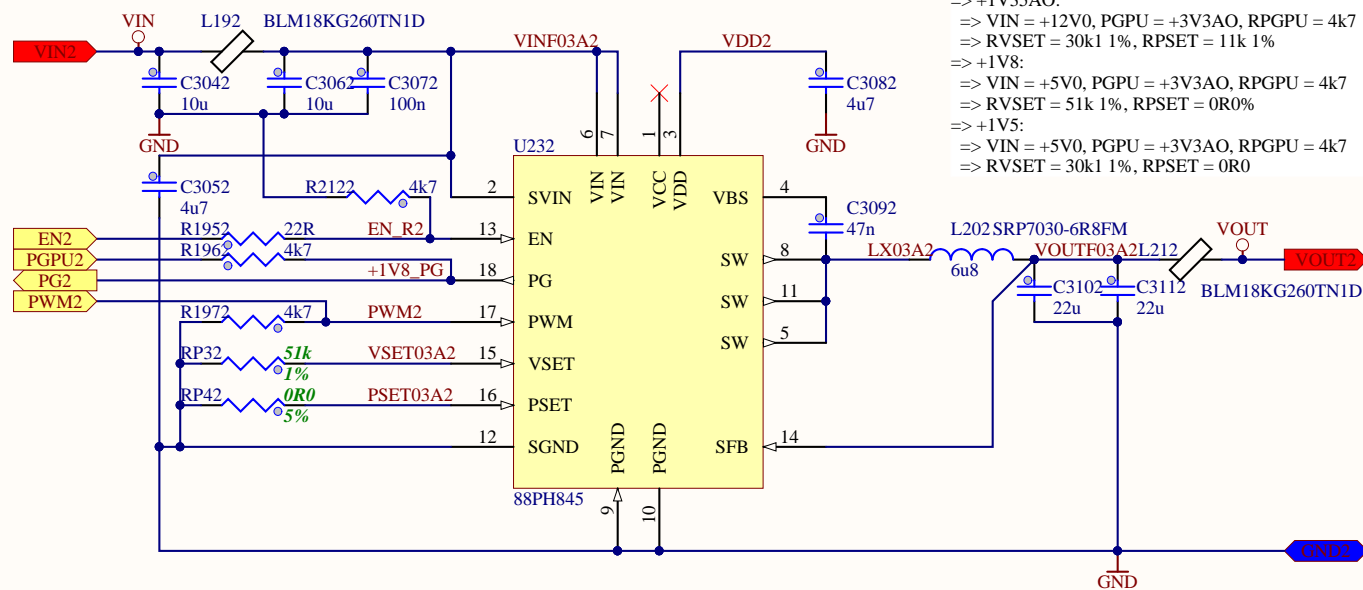 => +1V35AO:
=> VIN = +12V0, PGPU = +3V3AO, RPGPU = 4k7
=> RVSET = 30k1 1%, RPSET = 11k 1%
=> +1V8:
=> VIN = +5V0, PGPU = +3V3AO, RPGPU = 4k7
=> RVSET = 51k 1%, RPSET = 0R0%
=> +1V5:
=> VIN = +5V0, PGPU = +3V3AO, RPGPU = 4k7
=> RVSET = 30k1 1%, RPSET = 0R0
VIN
L192
BLM18KG260TN1D
VIN2
VINF03A2
VDD2
C3042
10u
C3062
10u
C3072
100n
C3082
4u7
GND
GND
6
7
1
3
U232
C3052
4u7
R2122
4k7
2
SVIN
VIN
VIN
VCC
VDD
VBS
4
C3092
47n
EN2
R1952
22R
EN_R2
13
EN
PGPU2
R1962
4k7
PG2
+1V8_PG
18
PG
PWM2
R1972
4k7
PWM2
17
PWM
RP32
51k
1%
VSET03A2
15
VSET
RP42
0R0
5%
PSET03A2
16
PSET
12
SGND
PGND
PGND
SFB
14
SW
8
SW
11
SW
5
LX03A2
L202
SRP7030-6R8FM
6u8
VOUTF03A2
L212
VOUT
VOUT2
BLM18KG260TN1D
C3102
22u
C3112
22u
88PH845
9
10
GND2
GND